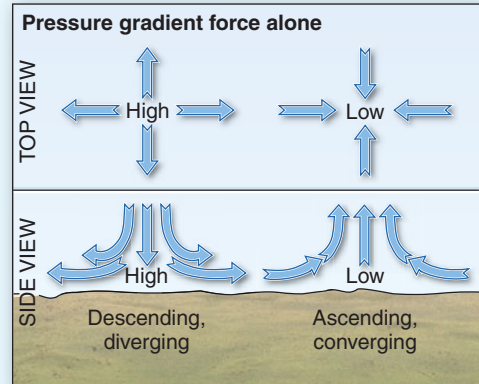 Pressure gradient force alone
TOP VIEW
High
Low
SIDE VIEW
High
Low
Descending,
diverging
Ascending,
converging